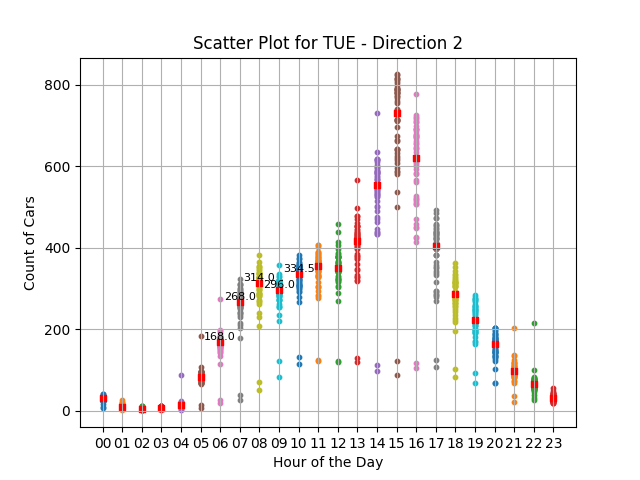 Scatter Plot for TUE - Direction 2
Count of Cars
800
600
400
200
0
334.5
314.0
296.0
268.0
168.0
00 01 02 03 04 05 06 07 08 09 10 11 12 13 14 15 16 17 18 19 20 21 22 23
Hour of the Day